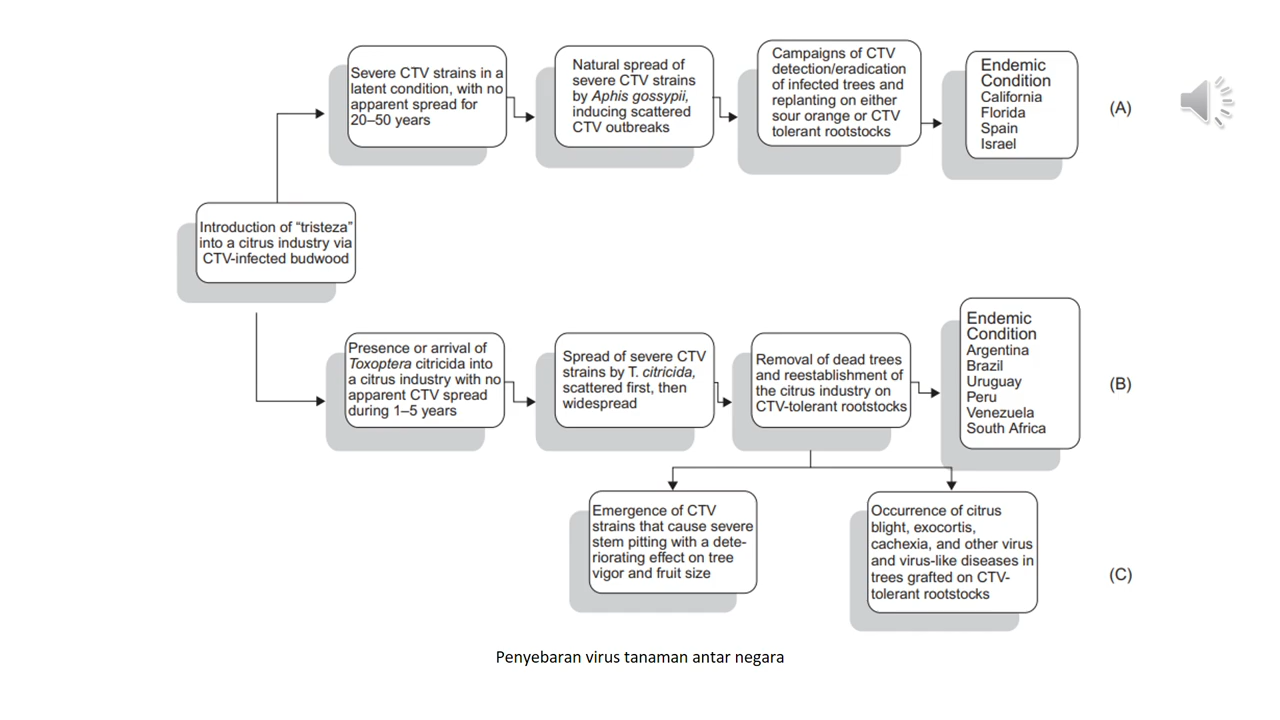 Severe CTV strains in a
latent condition, with no
apparent spread for
20–50 years
Natural spread of
severe CTV strains
by Aphis gossypii,
inducing scattered
CTV outbreaks
Campaigns of CTV
detection/eradication
of infected trees and
replanting on either
sour orange or CTV
tolerant rootstocks
Endemic
Condition
California
Florida
Spain
Israel
(A)
Introduction of “tristeza”
into a citrus industry via
CTV-infected budwood
Presence or arrival of
Toxoptera citricida into
a citrus industry with no
apparent CTV spread
during 1–5 years
Spread of severe CTV
strains by T. citricida,
scattered first, then
widespread
Removal of dead trees
and reestablishment of
the citrus industry on
CTV-tolerant rootstocks
Endemic
Condition
Argentina
Brazil
Uruguay
Peru
Venezuela
South Africa
(B)
Emergence of CTV
strains that cause severe
stem pitting with a dete-
riorating effect on tree
vigor and fruit size
Occurrence of citrus
blight, exocortis,
cachexia, and other virus
and virus-like diseases in
trees grafted on CTV-
tolerant rootstocks
(C)
Penyebaran virus tanaman antar negara